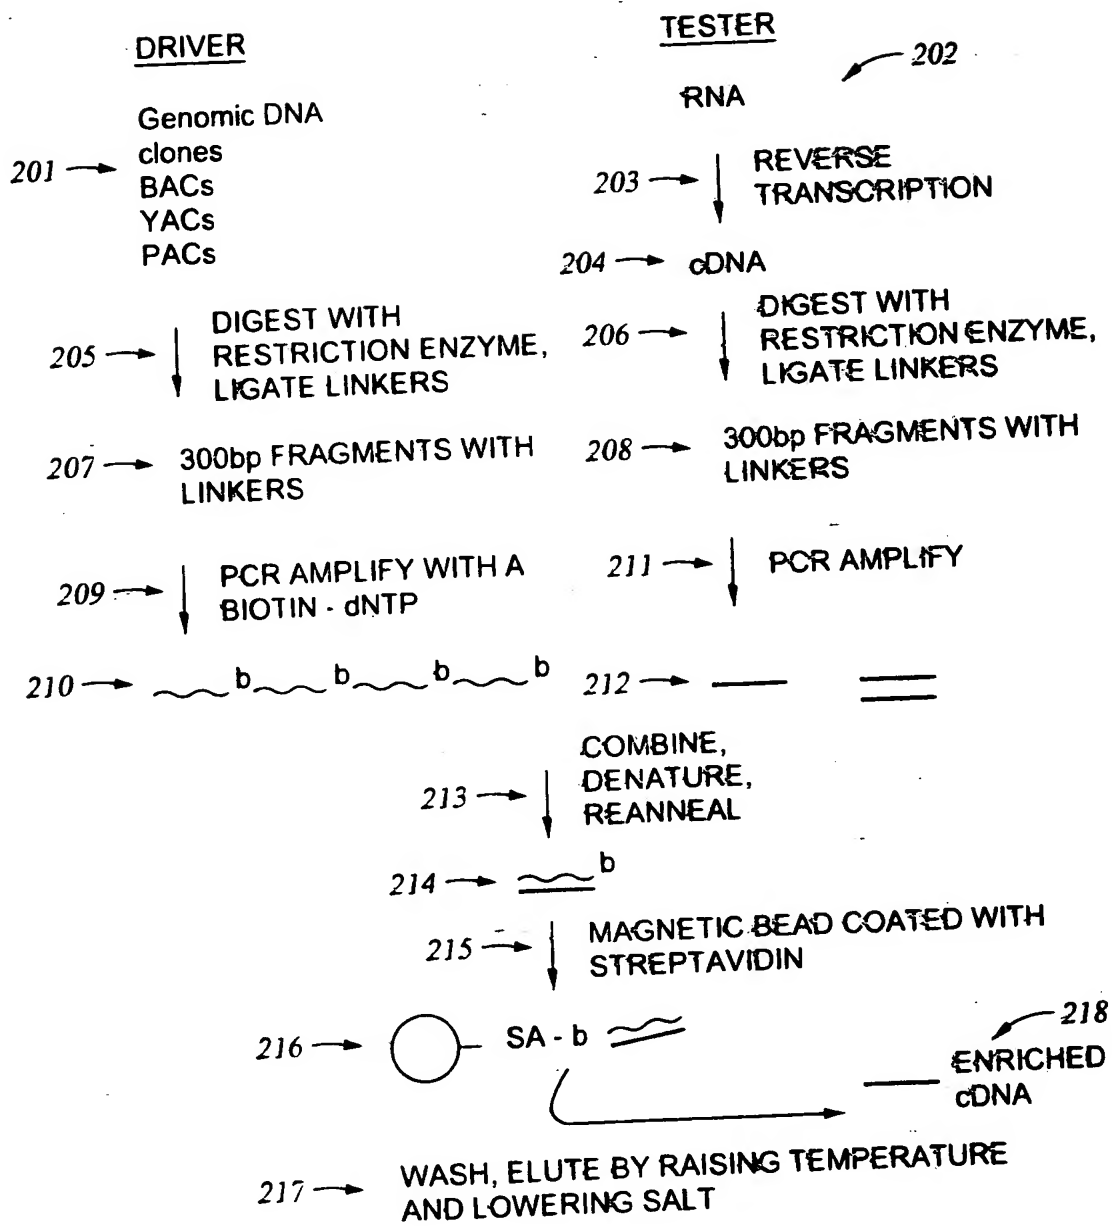 DRIVER
TESTER
202
RNA
Genomic DNA
clones
BACs
YACs
PACs
201
203
REVERSE
TRANSCRIPTION
204
cDNA
205
DIGEST WITH
RESTRICTION ENZYME,
LIGATE LINKERS
206
DIGEST WITH
RESTRICTION ENZYME,
LIGATE LINKERS
207
300bp FRAGMENTS WITH
LINKERS
208
300bp FRAGMENTS WITH
LINKERS
209
PCR AMPLIFY WITH A
BIOTIN - dNTP
211
PCR AMPLIFY
210
b b b b
212
213
COMBINE,
DENATURE,
REANNEAL
214
b
215
MAGNETIC BEAD COATED WITH
STREPTAVIDIN
216
SA - b
218
ENRICHED
cDNA
217
WASH, ELUTE BY RAISING TEMPERATURE
AND LOWERING SALT